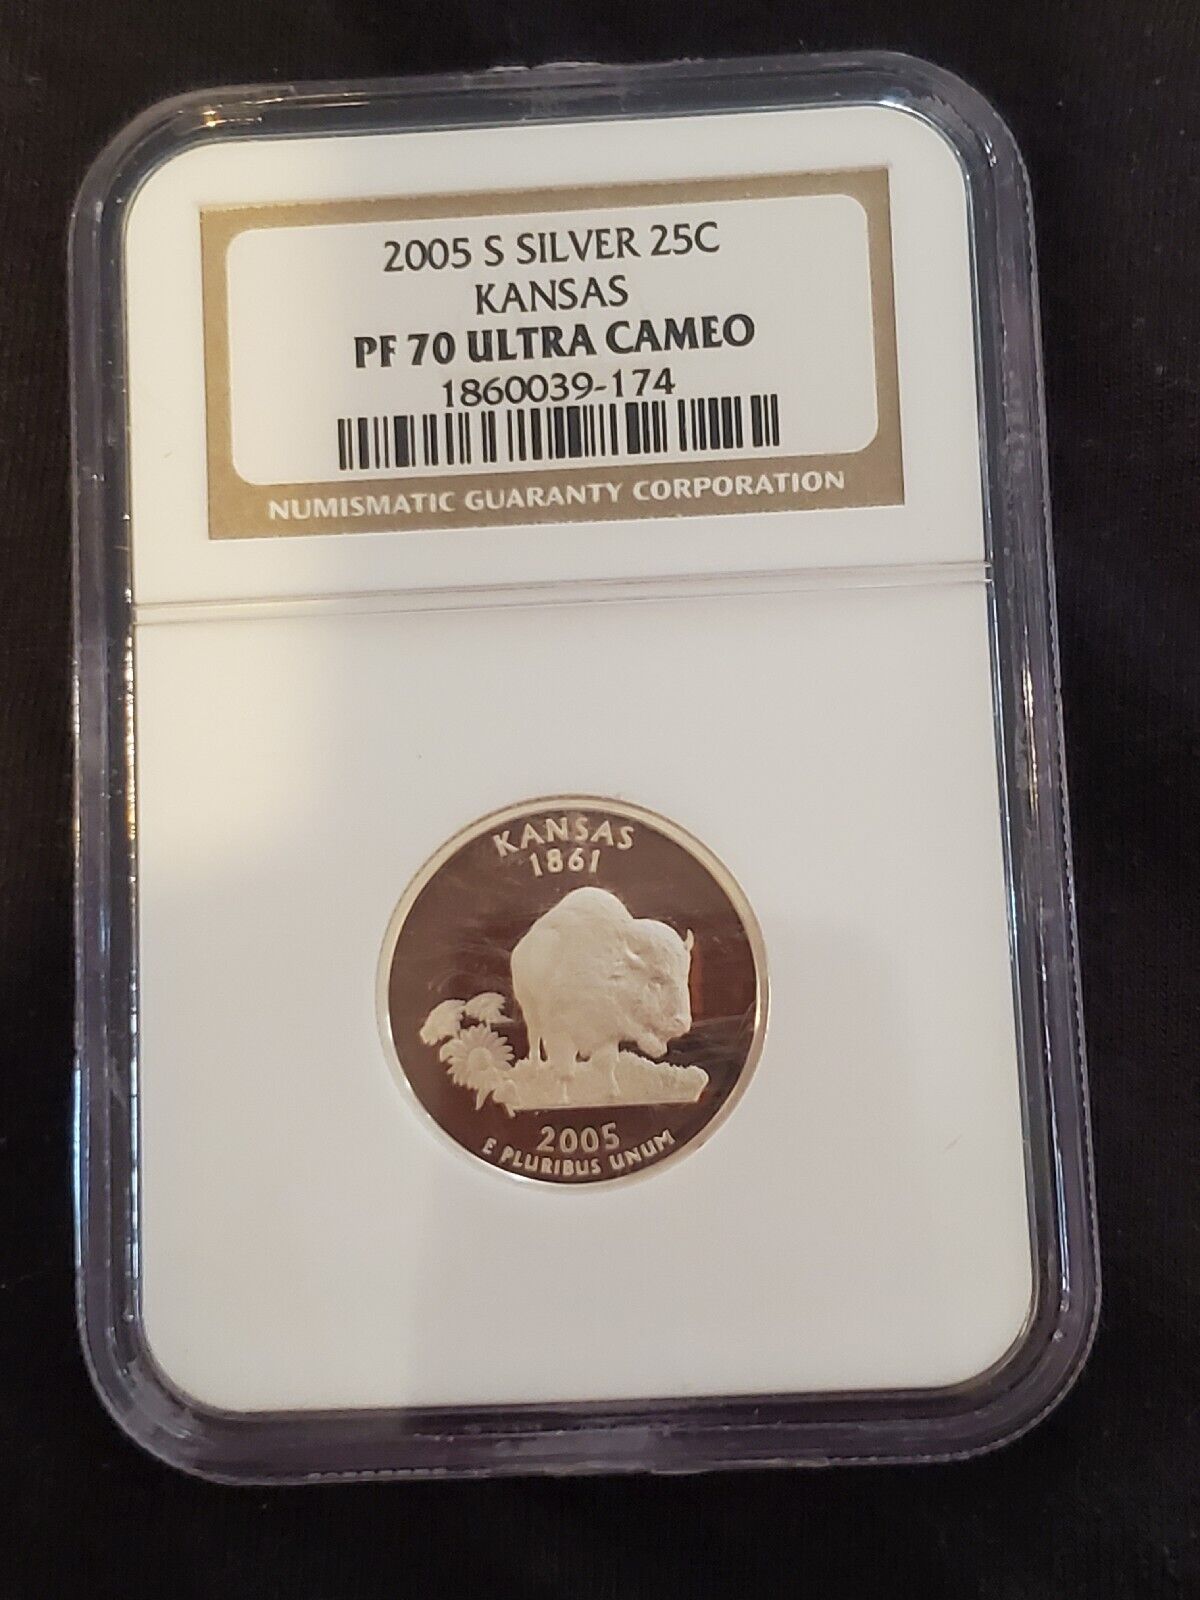 2005 S SILVER 25C
KANSAS
PF 70 ULTRA CAMEO
1860039-174
NUMISMATIC GUARANTY CORPORATION
KANSAS
1861
2005
E PLURIBUS UNUM